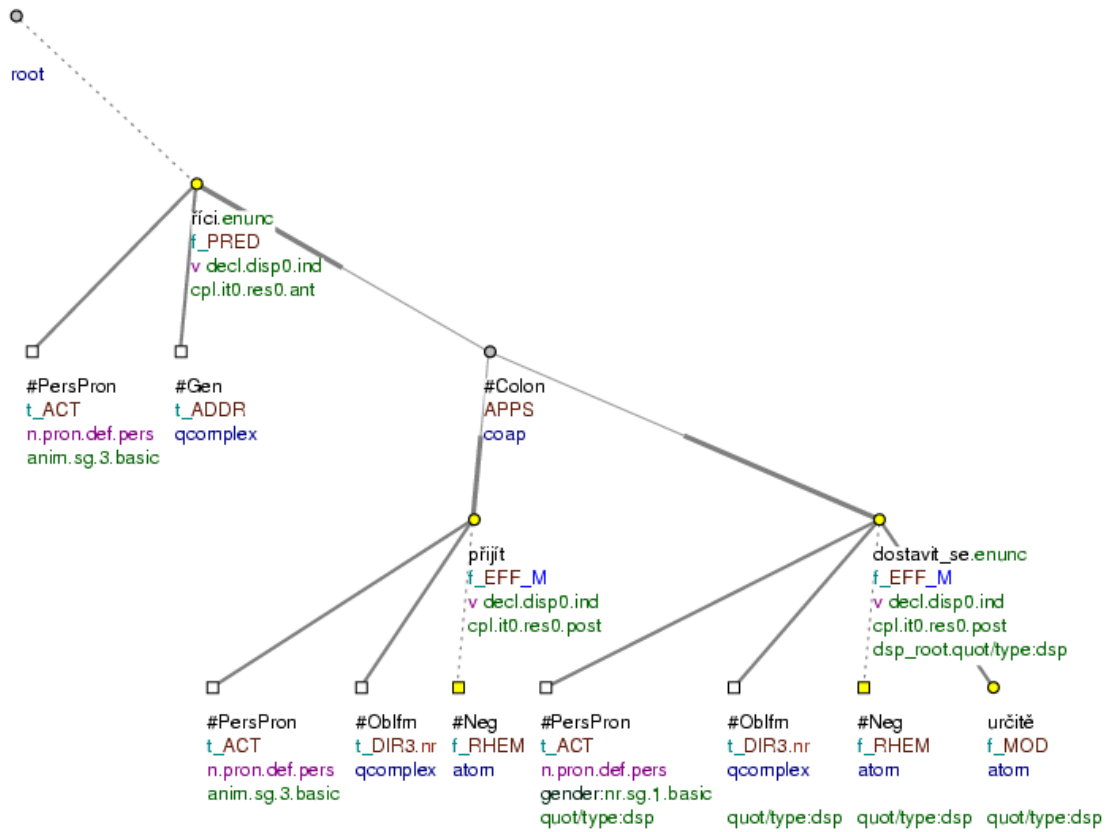 root
říci.enunc
f_PRED
v decl.disp0.ind
cpl.it0.res0.ant
#PersPron
t_ACT
n.pron.def.pers
anim.sg.3.basic
#Gen
t_ADDR
qcomplex
#Colon
APPS
coap
přijít
f_EFF_M
v decl.disp0.ind
cpl.it0.res0.post
dostavit_se.enunc
f_EFF_M
v decl.disp0.ind
cpl.it0.res0.post
dsp_root.quot/type:dsp
#PersPron
t_ACT
n.pron.def.pers
anim.sg.3.basic
#Oblfm
t_DIR3.nr
qcomplex
#Neg
f_RHEM
atom
#PersPron
t_ACT
n.pron.def.pers
gender:nr.sg.1.basic
quot/type:dsp
#Oblfm
t_DIR3.nr
qcomplex
quot/type:dsp
#Neg
f_RHEM
atom
quot/type:dsp
určitě
f_MOD
atom
quot/type:dsp